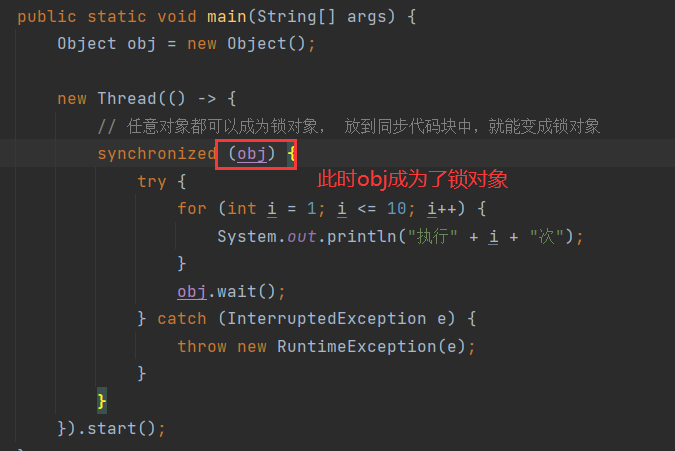 public static void main(String[] args) {
Object obj = new Object();
new Thread(() -> {
// 任意对象都可以成为锁对象, 放到同步代码块中，就能变成锁对象
synchronized (obj) {
此时obj成为了锁对象
try {
for (int i = 1; i <= 10; i++) {
System.out.println("执行" + i + "次");
}
obj.wait();
} catch (InterruptedException e) {
throw new RuntimeException(e);
}
}
}).start();